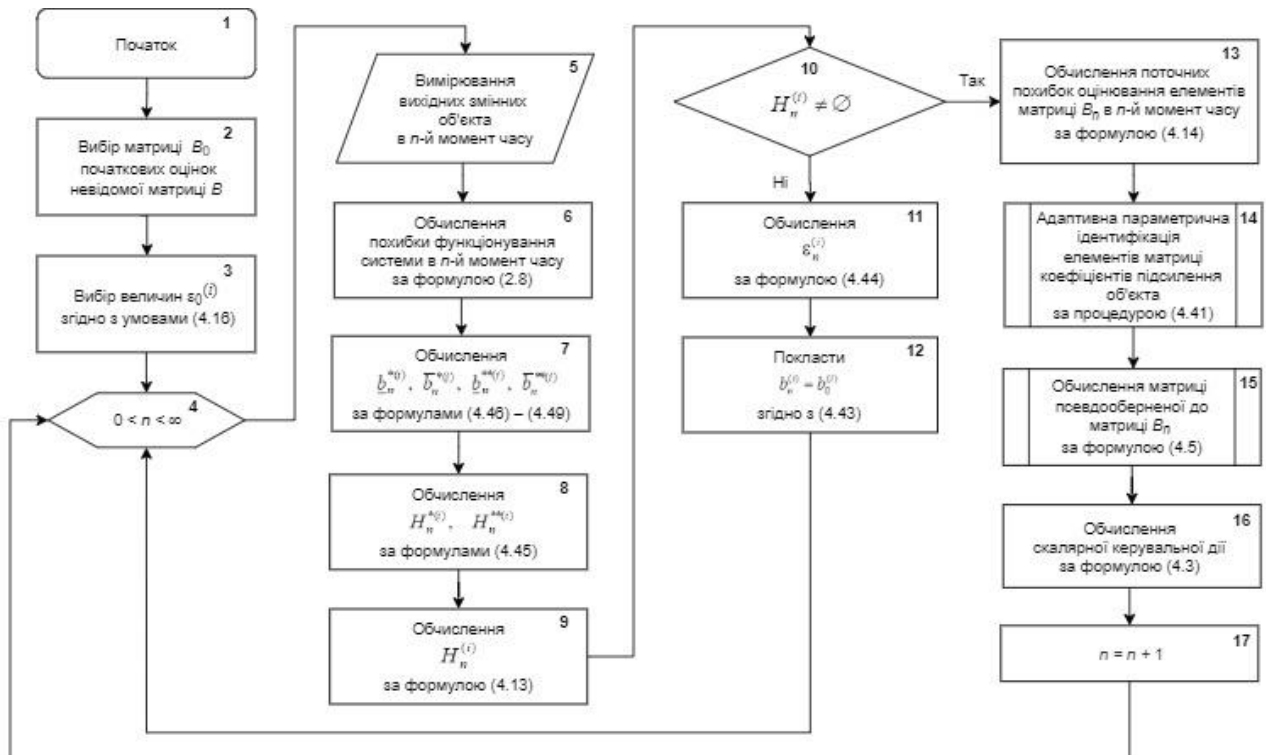 1
Початок
2
Вибір матриці B₀
початкових оцінок
невідомої матриці B
3
Вибір величин ε₀⁽ⁱ⁾
згідно з умовами (4.16)
4
0 < n < ∞
5
Вимірювання
вихідних змінних
об'єкта
в n-й момент часу
6
Обчислення
похибки функціонування
системи в n-й момент часу
за формулою (2.8)
7
Обчислення
за формулами (4.46) – (4.49)
8
Обчислення
Hₙ*⁽ⁱ⁾, Hₙ**⁽ⁱ⁾
за формулами (4.45)
9
Обчислення
Hₙ⁽ⁱ⁾
за формулою (4.13)
10
Hₙ⁽ⁱ⁾ ≠ ∅
Так
Ні
11
Обчислення
εₙ⁽ⁱ⁾
за формулою (4.44)
12
Покласти
bₙ⁽ⁱ⁾ = b₀⁽ⁱ⁾
згідно з (4.43)
13
Обчислення поточних
похибок оцінювання елементів
матриці Bₙ в n-й момент часу
за формулою (4.14)
14
Адаптивна параметрична
ідентифікація
елементів матриці
коефіцієнтів підсилення
об'єкта
за процедурою (4.41)
15
Обчислення матриці
псевдооберненої до
матриці Bₙ
за формулою (4.5)
16
Обчислення
скалярної керувальної дії
за формулою (4.3)
17
n = n + 1